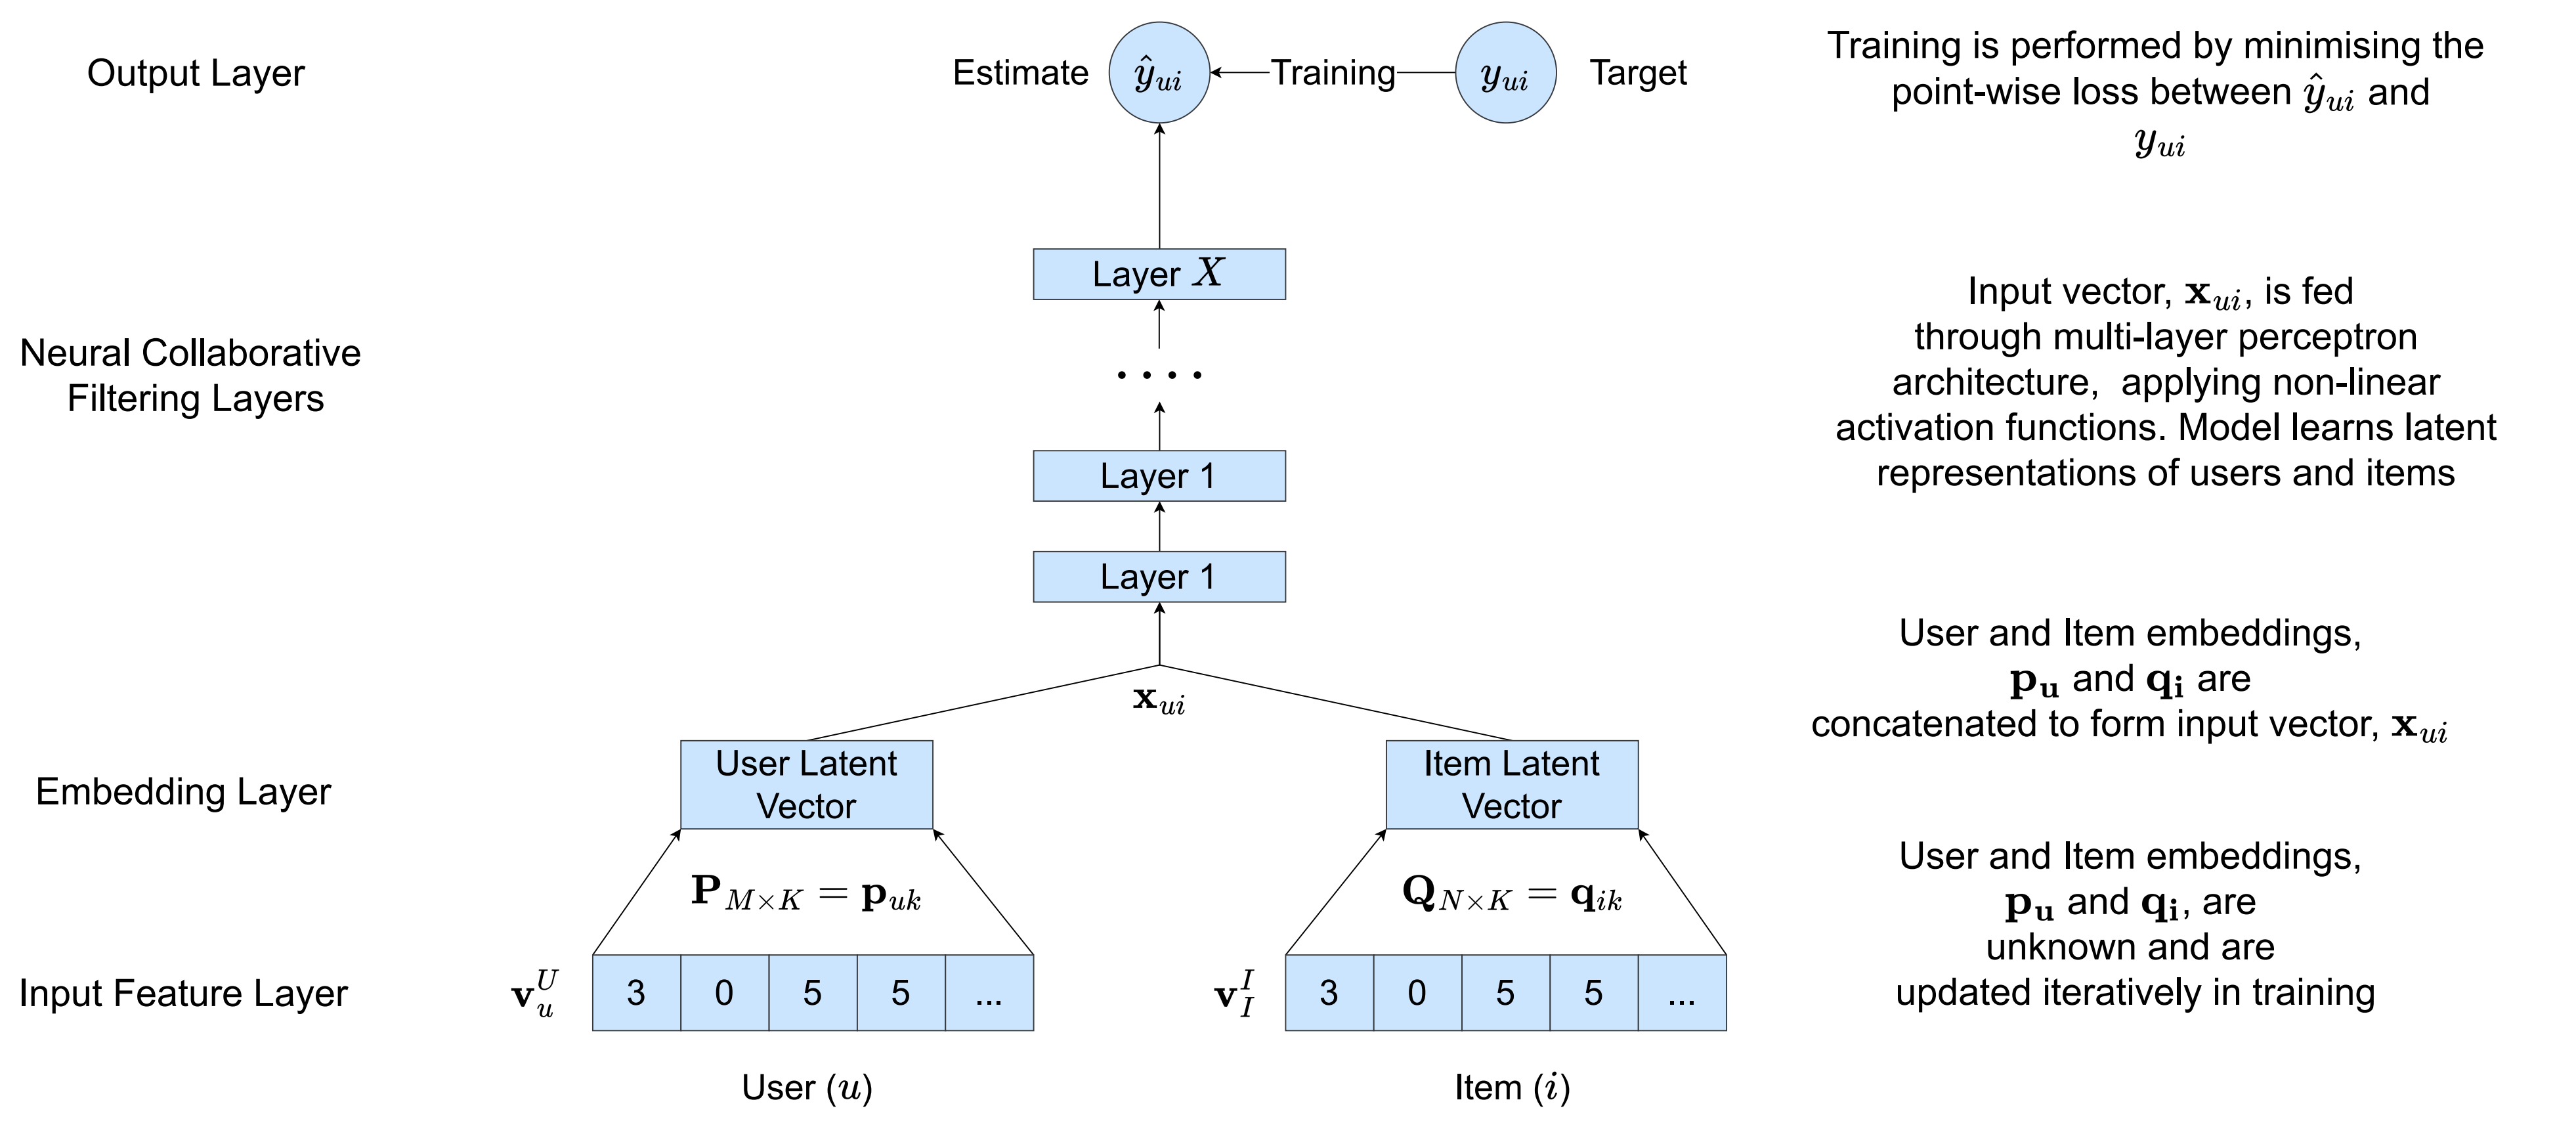 Output Layer
Estimate
ŷ_ui
Training
y_ui
Target
Training is performed by minimising the
point-wise loss between ŷ_ui and
y_ui
Neural Collaborative
Filtering Layers
Layer X
....
Layer 1
Layer 1
Input vector, x_ui, is fed
through multi-layer perceptron
architecture, applying non-linear
activation functions. Model learns latent
representations of users and items
x_ui
User and Item embeddings,
p_u and q_i are
concatenated to form input vector, x_ui
Embedding Layer
User Latent
Vector
Item Latent
Vector
P_M×K = p_uk
Q_N×K = q_ik
User and Item embeddings,
p_u and q_i, are
unknown and are
updated iteratively in training
Input Feature Layer
v_u^U
3 0 5 5 ...
v_I^I
3 0 5 5 ...
User (u)
Item (i)